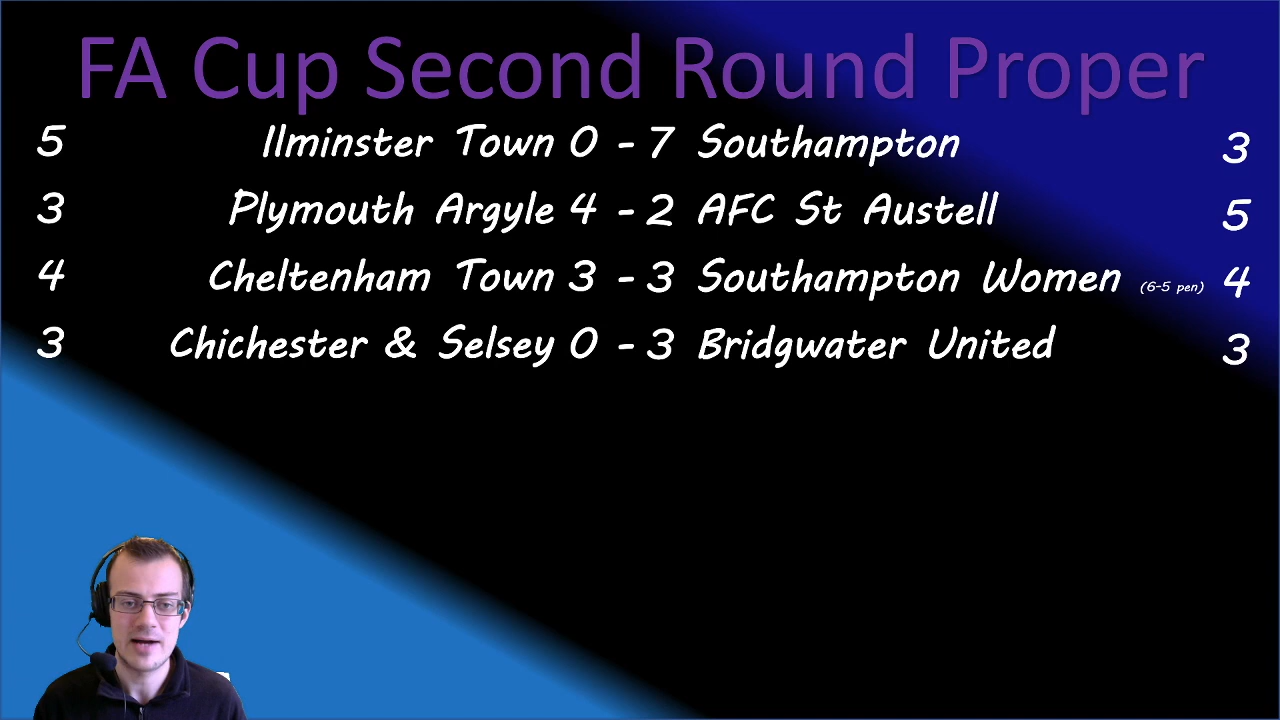 FA Cup Second Round Proper
5 Ilminster Town 0 - 7 Southampton 3
3 Plymouth Argyle 4 - 2 AFC St Austell 5
4 Cheltenham Town 3 - 3 Southampton Women (6-5 pen) 4
3 Chichester & Selsey 0 - 3 Bridgwater United 3